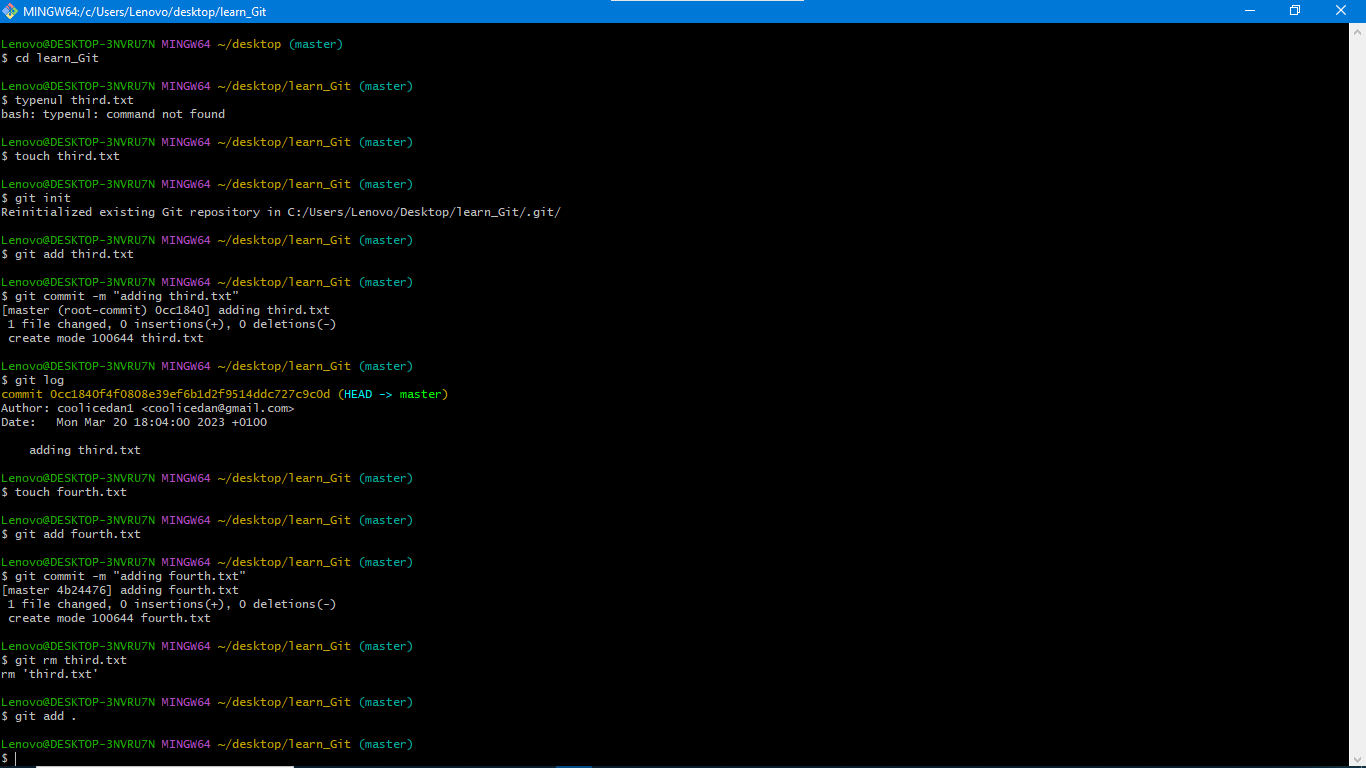 MINGW64:/c/Users/Lenovo/desktop/learn_Git
Lenovo@DESKTOP-3NVRU7N MINGW64 ~/desktop (master)
$ cd learn_Git
Lenovo@DESKTOP-3NVRU7N MINGW64 ~/desktop/learn_Git (master)
$ typenul third.txt
bash: typenul: command not found
Lenovo@DESKTOP-3NVRU7N MINGW64 ~/desktop/learn_Git (master)
$ touch third.txt
Lenovo@DESKTOP-3NVRU7N MINGW64 ~/desktop/learn_Git (master)
$ git init
Reinitialized existing Git repository in C:/Users/Lenovo/Desktop/learn_Git/.git/
Lenovo@DESKTOP-3NVRU7N MINGW64 ~/desktop/learn_Git (master)
$ git add third.txt
Lenovo@DESKTOP-3NVRU7N MINGW64 ~/desktop/learn_Git (master)
$ git commit -m "adding third.txt"
[master (root-commit) 0cc1840] adding third.txt
 1 file changed, 0 insertions(+), 0 deletions(-)
 create mode 100644 third.txt
Lenovo@DESKTOP-3NVRU7N MINGW64 ~/desktop/learn_Git (master)
$ git log
commit 0cc1840f4f0808e39ef6b1d2f9514ddc727c9c0d (HEAD -> master)
Author: coolicedan1 <coolicedan@gmail.com>
Date:   Mon Mar 20 18:04:00 2023 +0100
    adding third.txt
Lenovo@DESKTOP-3NVRU7N MINGW64 ~/desktop/learn_Git (master)
$ touch fourth.txt
Lenovo@DESKTOP-3NVRU7N MINGW64 ~/desktop/learn_Git (master)
$ git add fourth.txt
Lenovo@DESKTOP-3NVRU7N MINGW64 ~/desktop/learn_Git (master)
$ git commit -m "adding fourth.txt"
[master 4b24476] adding fourth.txt
 1 file changed, 0 insertions(+), 0 deletions(-)
 create mode 100644 fourth.txt
Lenovo@DESKTOP-3NVRU7N MINGW64 ~/desktop/learn_Git (master)
$ git rm third.txt
rm 'third.txt'
Lenovo@DESKTOP-3NVRU7N MINGW64 ~/desktop/learn_Git (master)
$ git add .
Lenovo@DESKTOP-3NVRU7N MINGW64 ~/desktop/learn_Git (master)
$